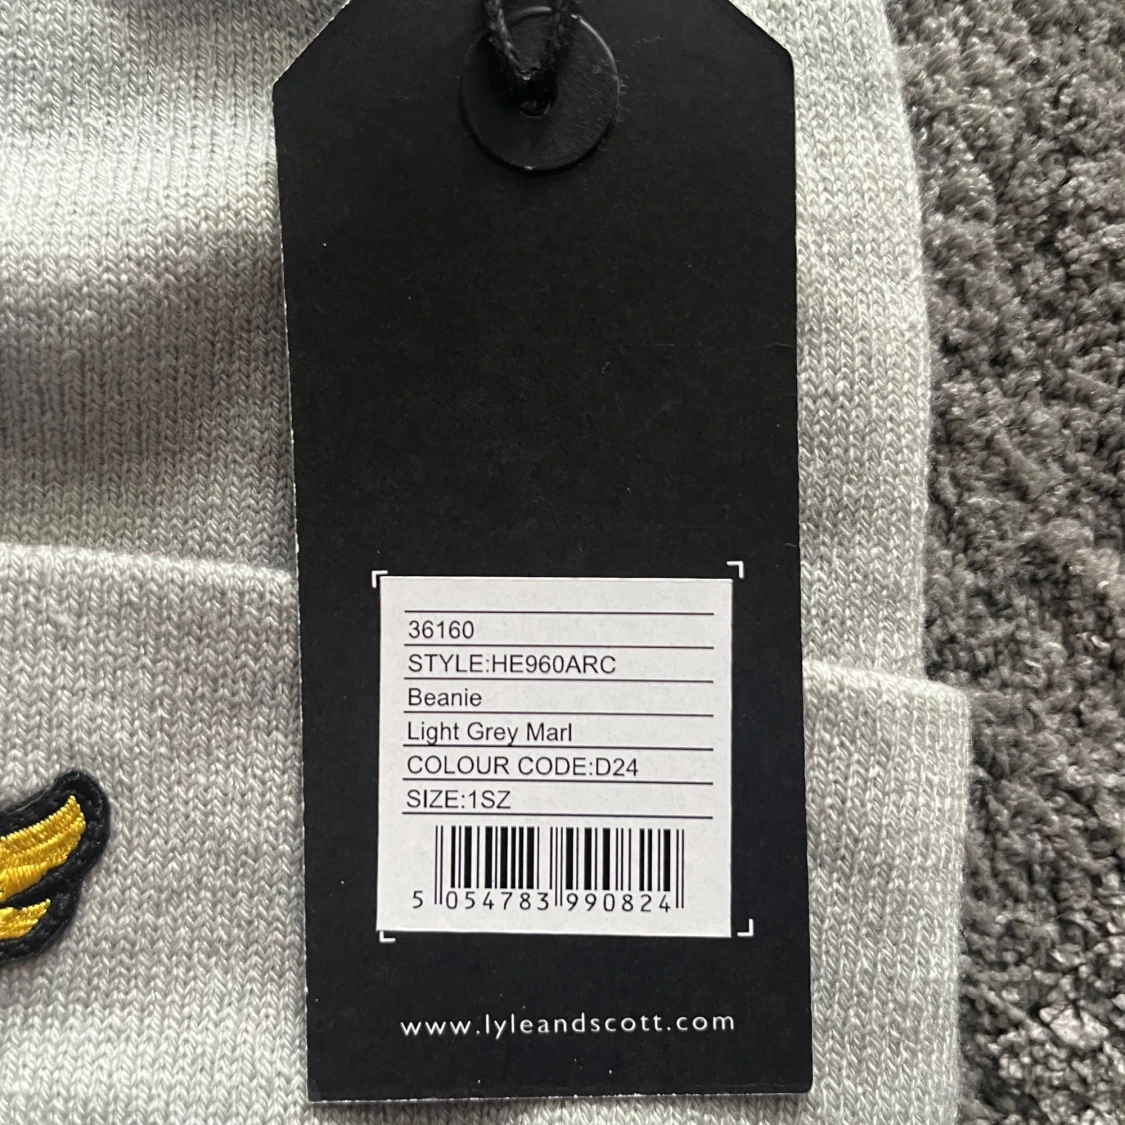 36160
STYLE:HE960ARC
Beanie
Light Grey Marl
COLOUR CODE:D24
SIZE:1SZ
5 054783 990824
www.lyleandscott.com